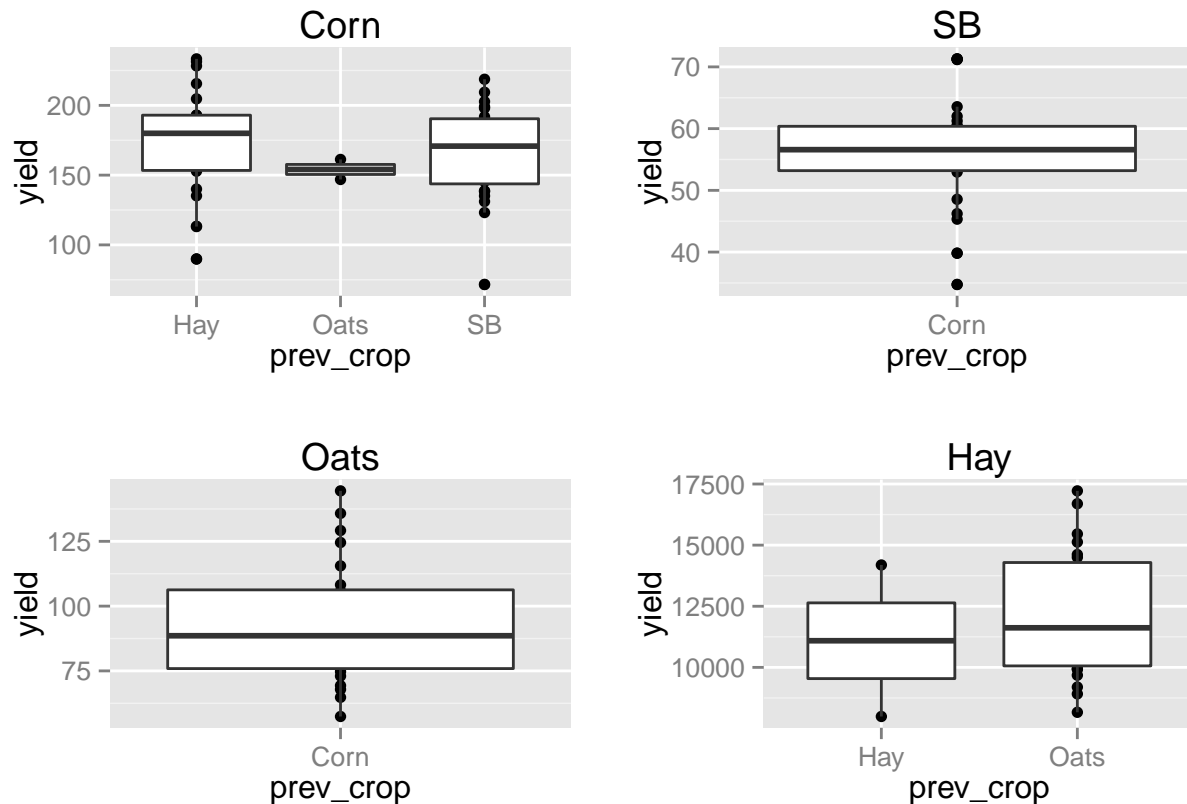 Corn
yield
200
150
100
Hay Oats SB
prev_crop
SB
yield
70
60
50
40
Corn
prev_crop
Oats
yield
125
100
75
Corn
prev_crop
Hay
yield
17500
15000
12500
10000
Hay Oats
prev_crop